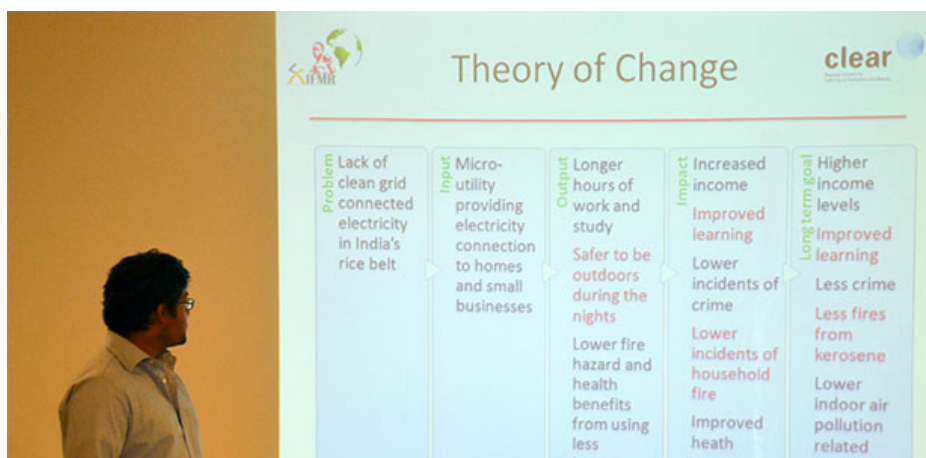 IFMR
Theory of Change
clear
Problem
Lack of
clean grid
connected
electricity
in India's
rice belt
Input
Micro-
utility
providing
electricity
connection
to homes
and small
businesses
Output
Longer
hours of
work and
study
Safer to be
outdoors
during the
nights
Lower fire
hazard and
health
benefits
from using
less
Impact
Increased
income
Improved
learning
Lower
incidents of
crime
Lower
incidents of
household
fire
Improved
heath
Long term goal
Higher
income
levels
Improved
learning
Less crime
Less fires
from
kerosene
Lower
indoor air
pollution
related